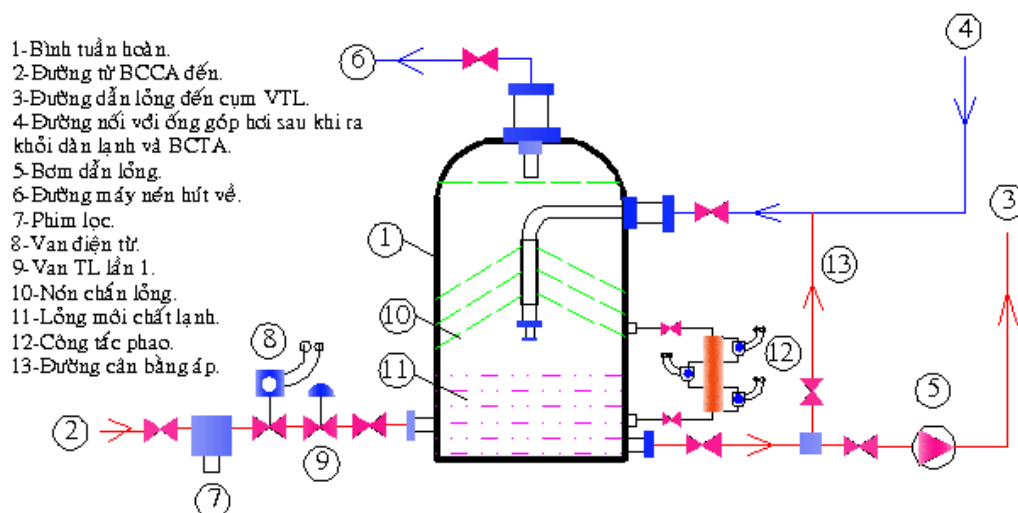 1-Bình tuần hoàn.
2-Đường từ BCCA đến.
3-Đường dẫn lỏng đến cụm VTL.
4-Đường nối với ống góp hơi sau khi ra
khỏi dàn lạnh và BCTA.
5-Bơm dẫn lỏng.
6-Đường máy nén hút về.
7-Phim lọc.
8-Van điện từ.
9-Van TL lần 1.
10-Nón chắn lỏng.
11-Lỏng môi chất lạnh.
12-Công tắc phao.
13-Đường cân bằng áp.
6
4
3
1
13
10
8
12
11
5
2
9
7